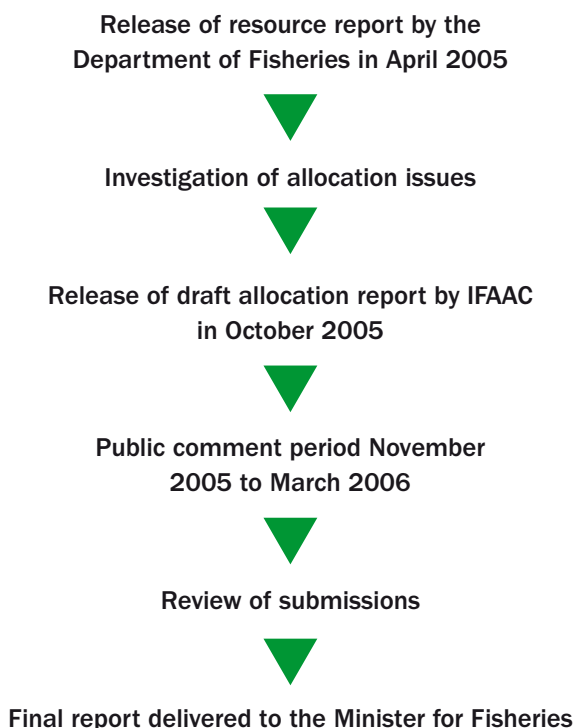 Release of resource report by the
Department of Fisheries in April 2005
Investigation of allocation issues
Release of draft allocation report by IFAAC
in October 2005
Public comment period November
2005 to March 2006
Review of submissions
Final report delivered to the Minister for Fisheries